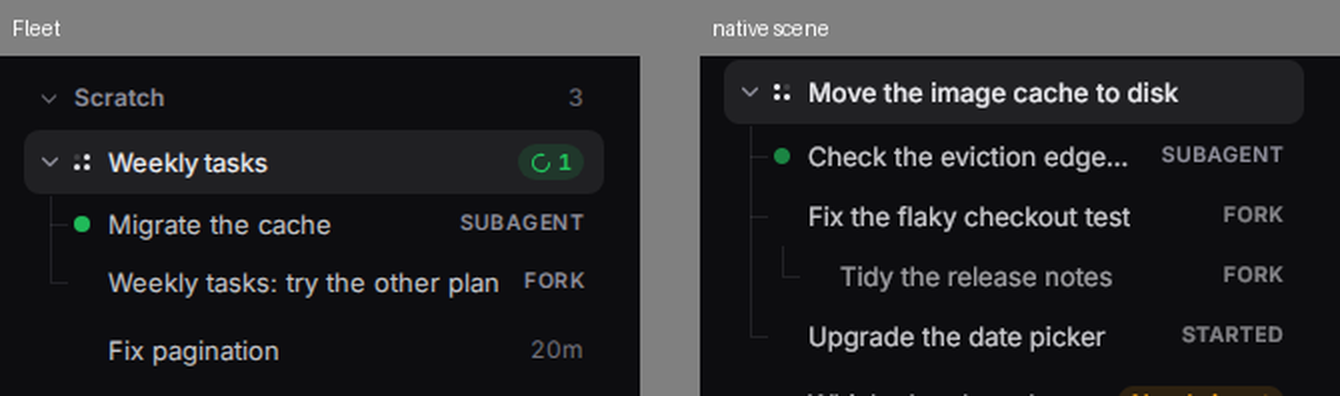 Fleet
Scratch 3
Weekly tasks 1
Migrate the cache SUBAGENT
Weekly tasks: try the other plan FORK
Fix pagination 20m
native scene
Move the image cache to disk
Check the eviction edge... SUBAGENT
Fix the flaky checkout test FORK
Tidy the release notes FORK
Upgrade the date picker STARTED